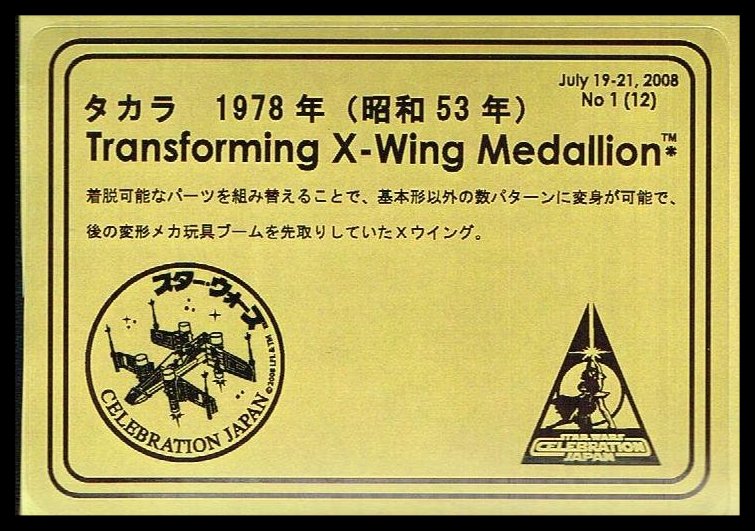 July 19-21, 2008
No 1 (12)
タカラ 1978年（昭和53年）
Transforming X-Wing Medallion™*
着脱可能なパーツを組み替えることで、基本形以外の数パターンに変身が可能で、
後の変形メカ玩具ブームを先取りしていたXウイング。
スター・ウォーズ
©2008 LFL & TM
CELEBRATION JAPAN
STAR WARS
CELEBRATION
JAPAN